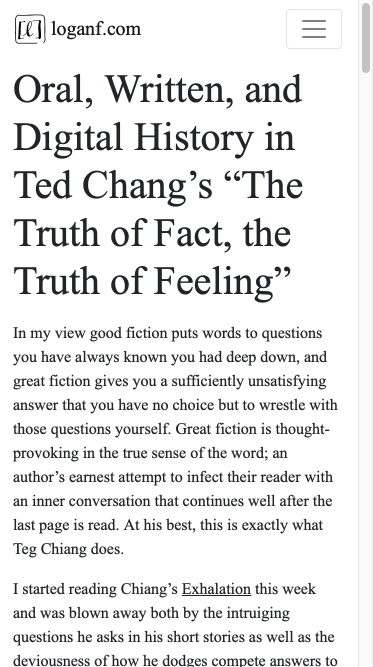 [ℓ] loganf.com
Oral, Written, and
Digital History in
Ted Chang’s “The
Truth of Fact, the
Truth of Feeling”
In my view good fiction puts words to questions
you have always known you had deep down, and
great fiction gives you a sufficiently unsatisfying
answer that you have no choice but to wrestle with
those questions yourself. Great fiction is thought-
provoking in the true sense of the word; an
author’s earnest attempt to infect their reader with
an inner conversation that continues well after the
last page is read. At his best, this is exactly what
Teg Chiang does.
I started reading Chiang’s Exhalation this week
and was blown away both by the intruiging
questions he asks in his short stories as well as the
deviousness of how he dodges compete answers to